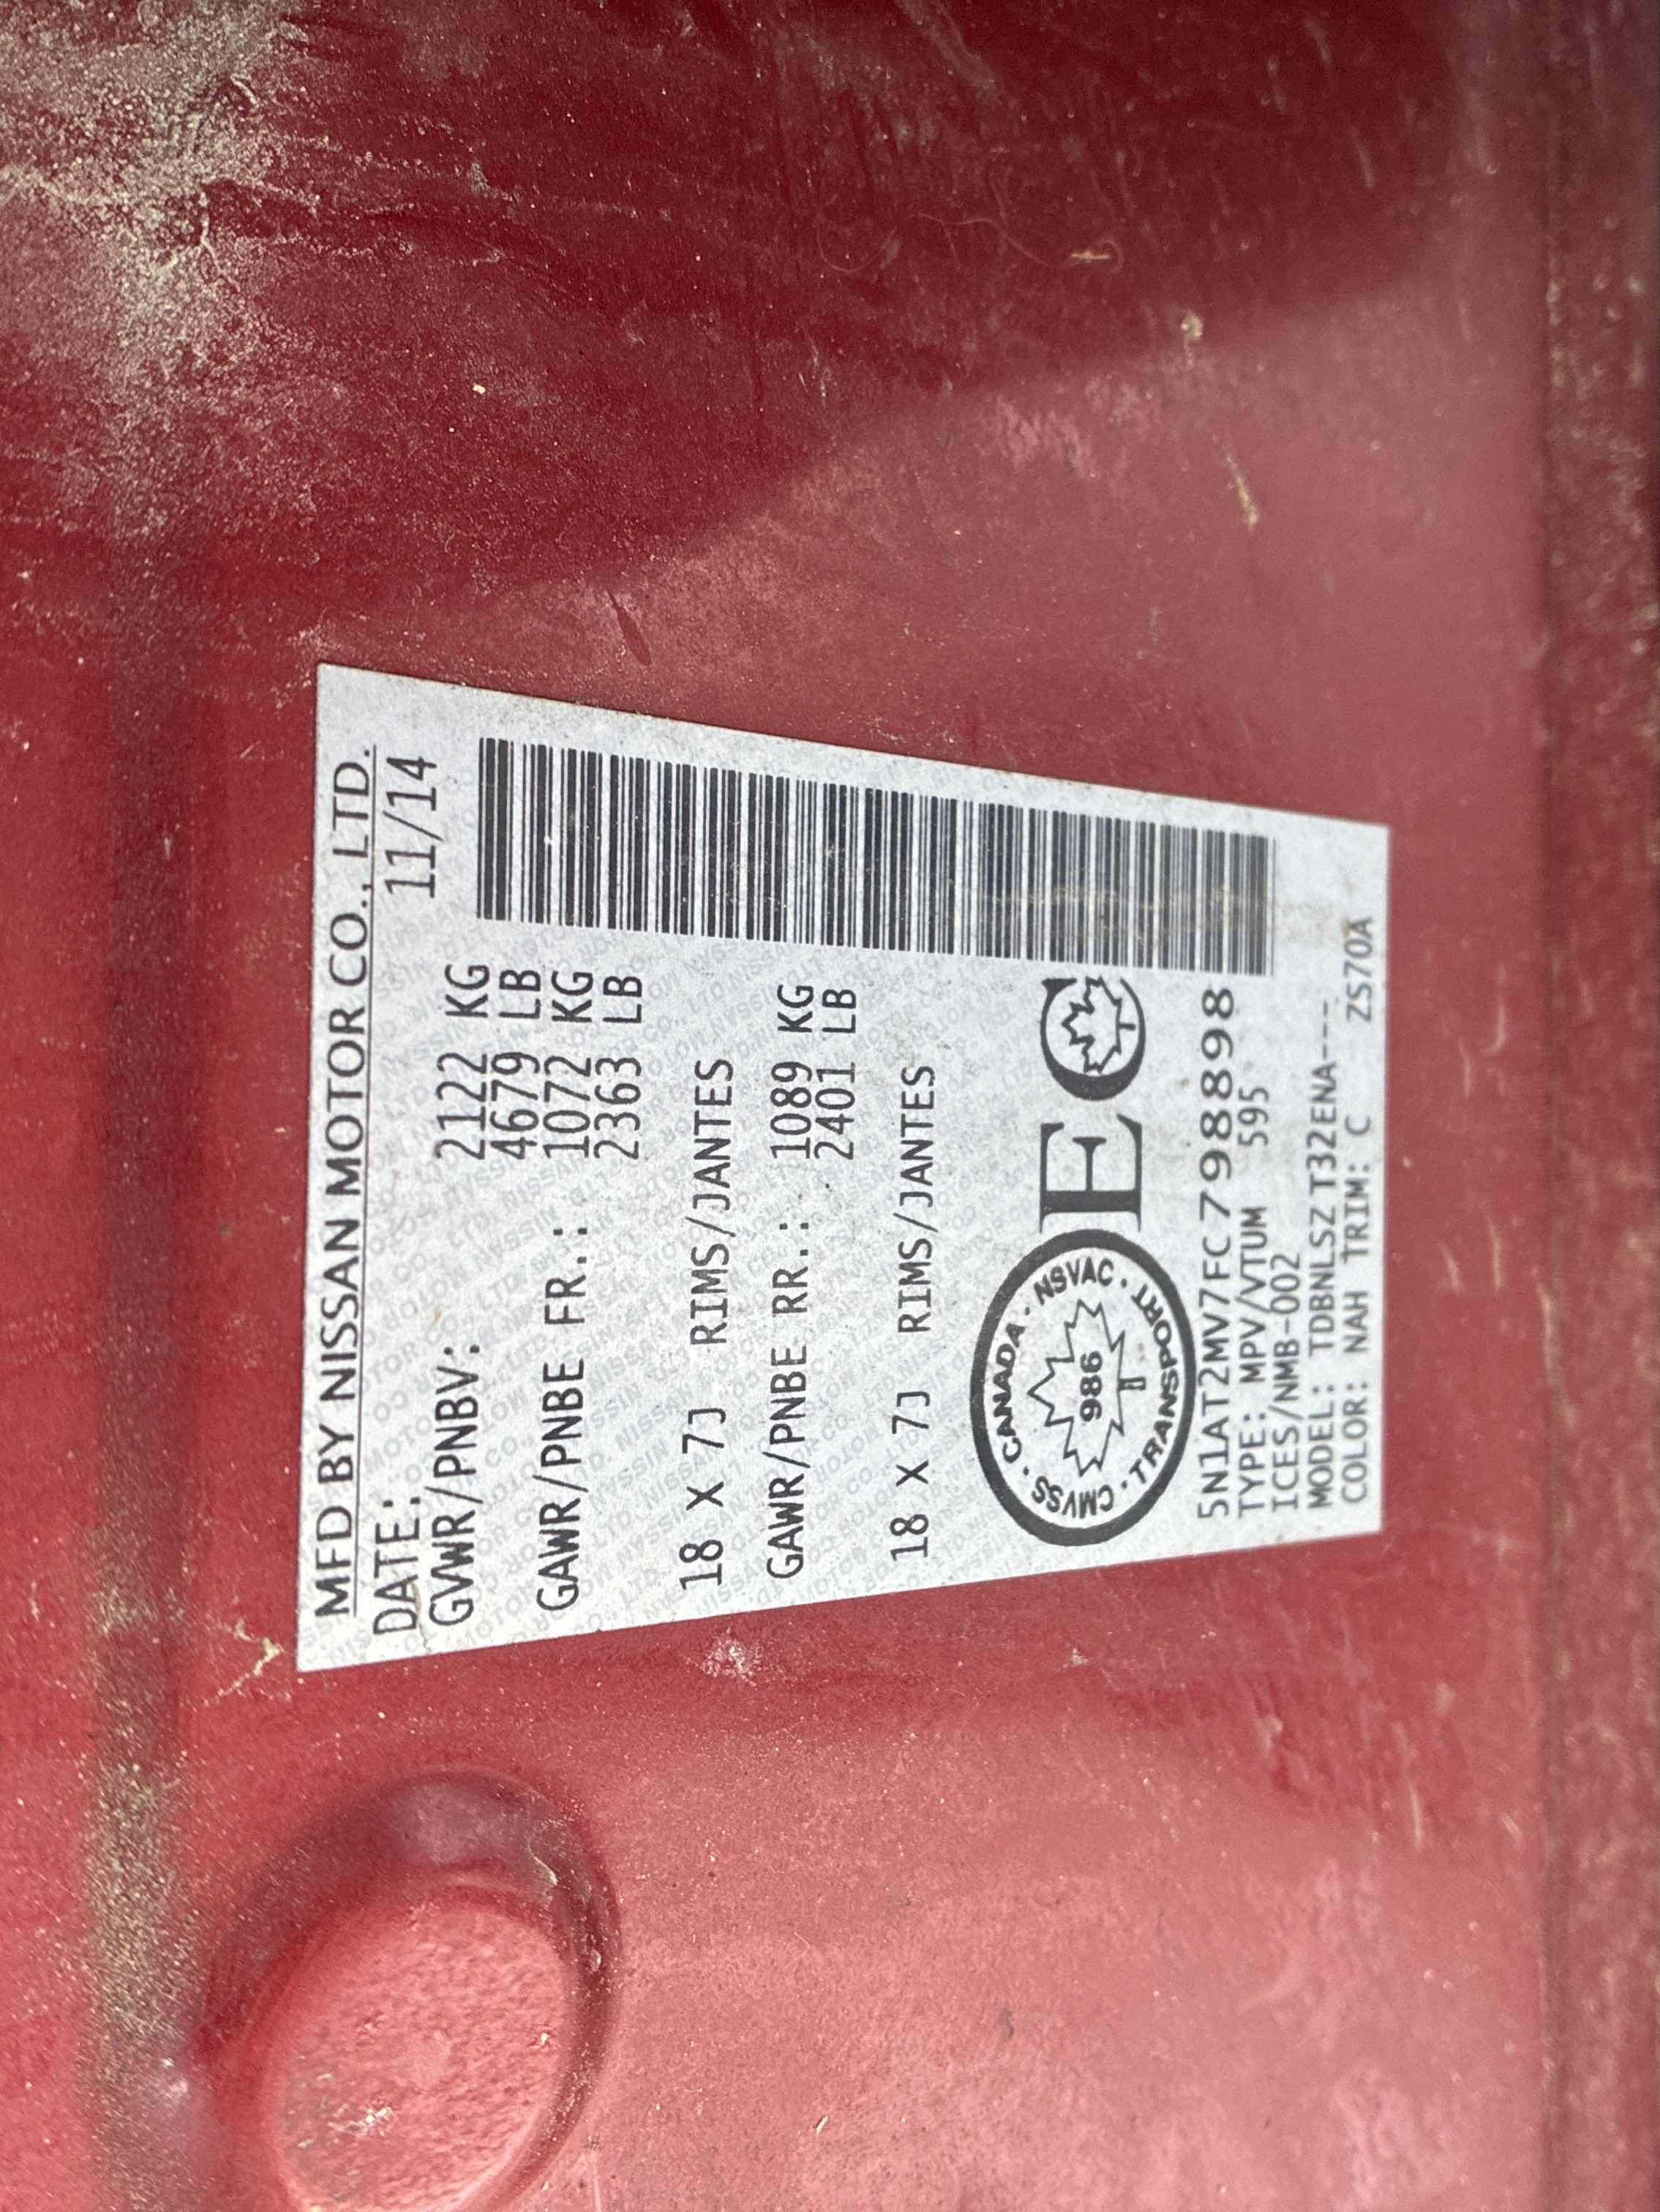 MFD BY NISSAN MOTOR CO., LTD.
DATE: 11/14
GVWR/PNBV: 2122 KG
4679 LB
GAWR/PNBE FR.: 1072 KG
2363 LB
18 X 7J RIMS/JANTES
GAWR/PNBE RR.: 1089 KG
2401 LB
18 X 7J RIMS/JANTES
CMVSS · CANADA · NSVAC · TRANSPORT
986
EC
5N1AT2MV7FC798898
TYPE: MPV/VTUM 595
ICES/NMB-002
MODEL: TDBNLSZ T32ENA---
COLOR: NAH TRIM: C ZS70A